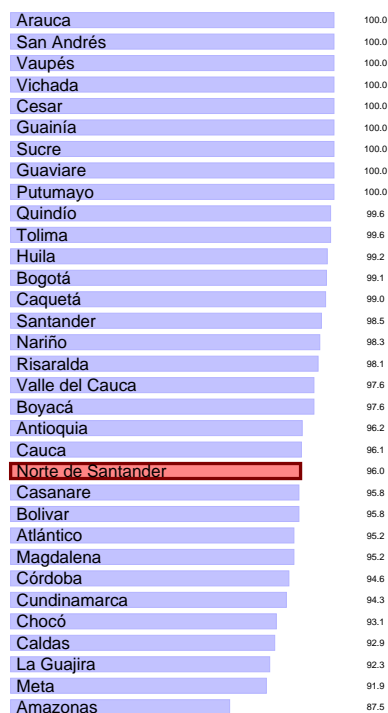 Arauca 100.0
San Andrés 100.0
Vaupés 100.0
Vichada 100.0
Cesar 100.0
Guainía 100.0
Sucre 100.0
Guaviare 100.0
Putumayo 100.0
Quindío 99.6
Tolima 99.6
Huila 99.2
Bogotá 99.1
Caquetá 99.0
Santander 98.5
Nariño 98.3
Risaralda 98.1
Valle del Cauca 97.6
Boyacá 97.6
Antioquia 96.2
Cauca 96.1
Norte de Santander 96.0
Casanare 95.8
Bolivar 95.8
Atlántico 95.2
Magdalena 95.2
Córdoba 94.6
Cundinamarca 94.3
Chocó 93.1
Caldas 92.9
La Guajira 92.3
Meta 91.9
Amazonas 87.5